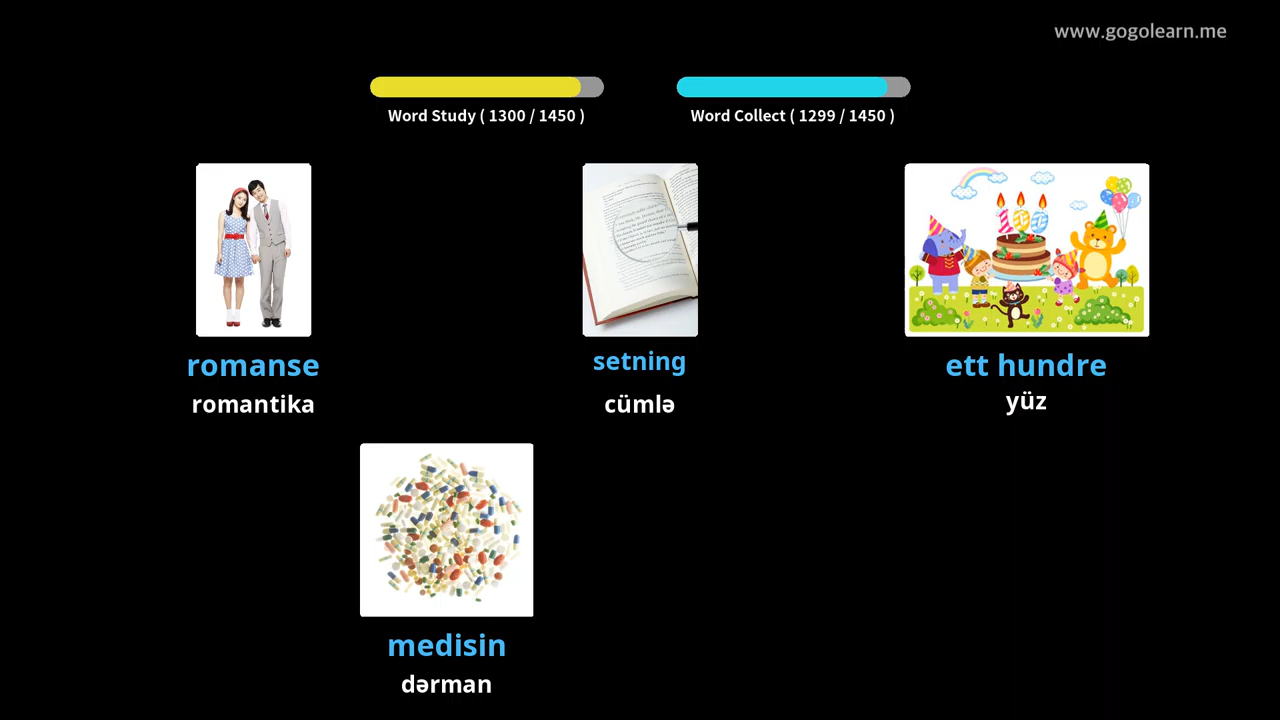 www.gogolearn.me
Word Study ( 1300 / 1450 )
Word Collect ( 1299 / 1450 )
romanse
romantika
setning
cümlə
ett hundre
yüz
medisin
dərman